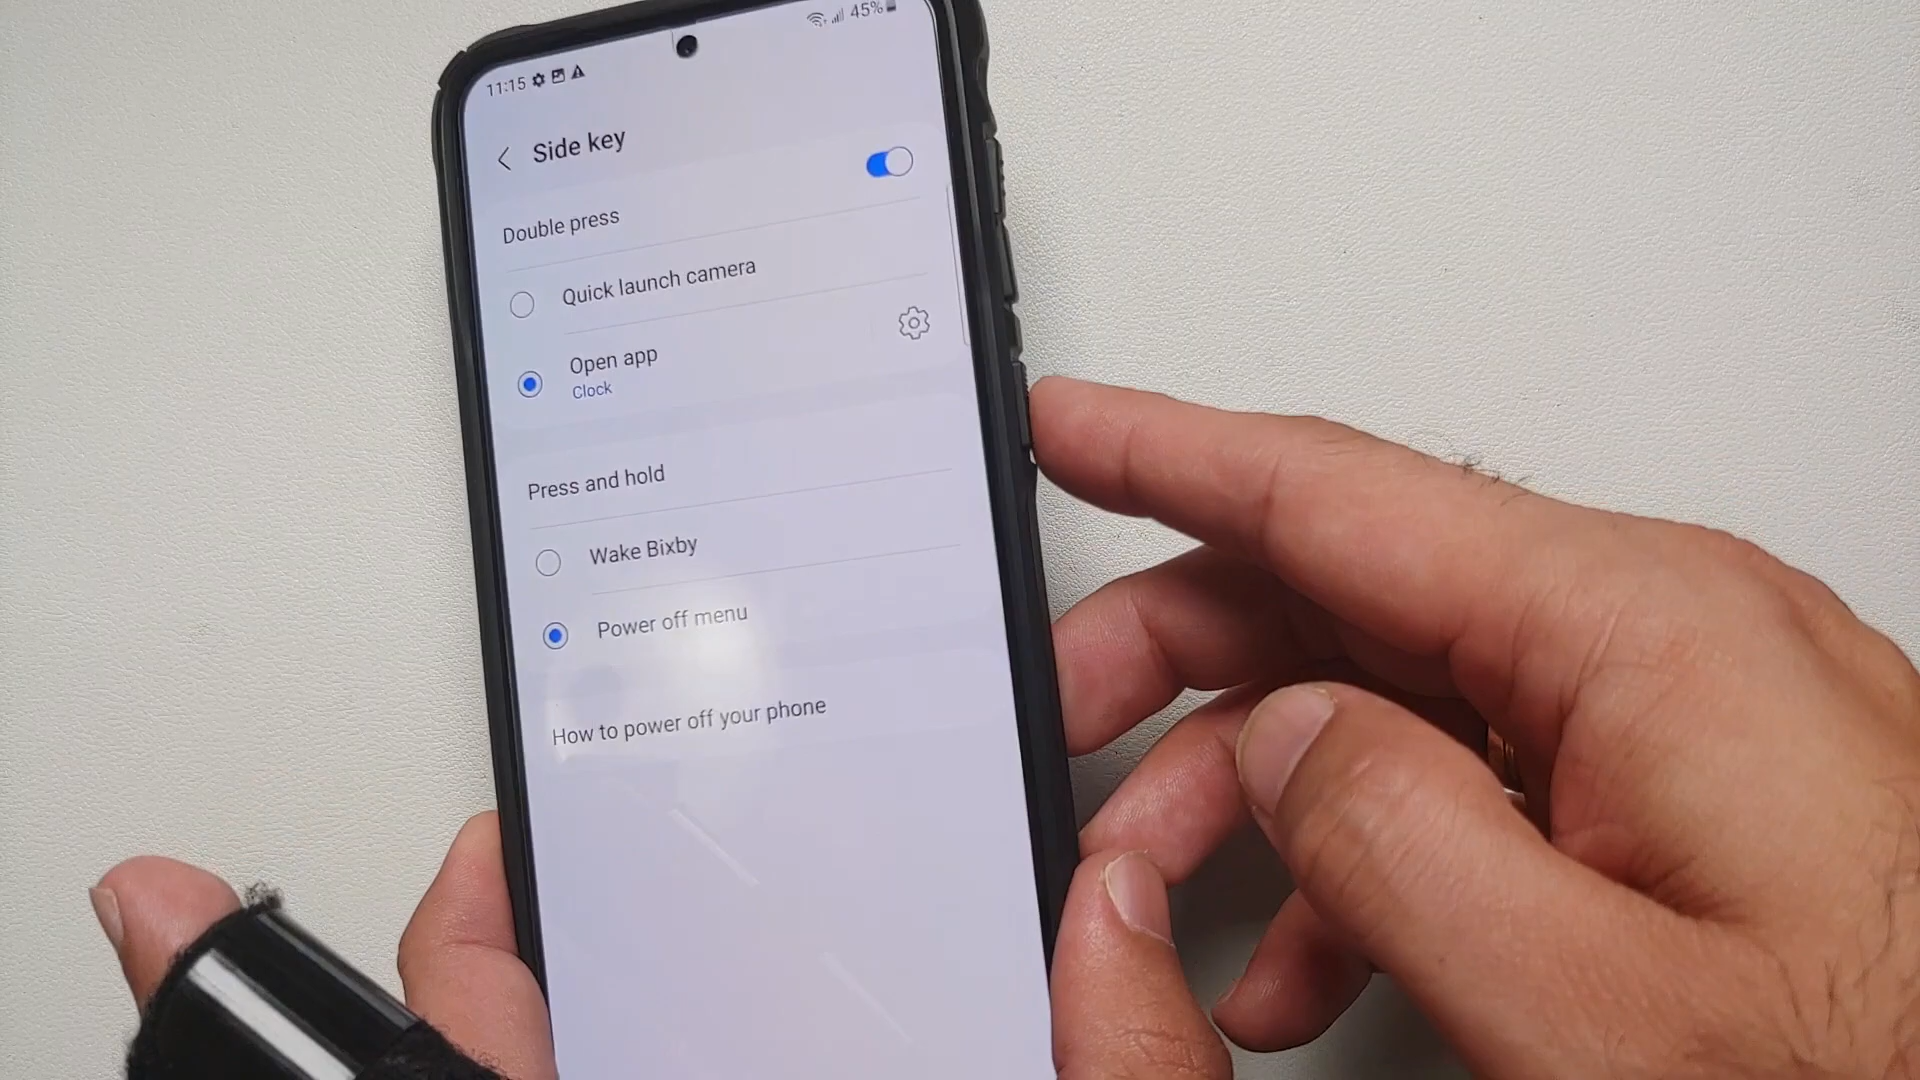 11:15
45%
Side key
Double press
Quick launch camera
Open app
Clock
Press and hold
Wake Bixby
Power off menu
How to power off your phone